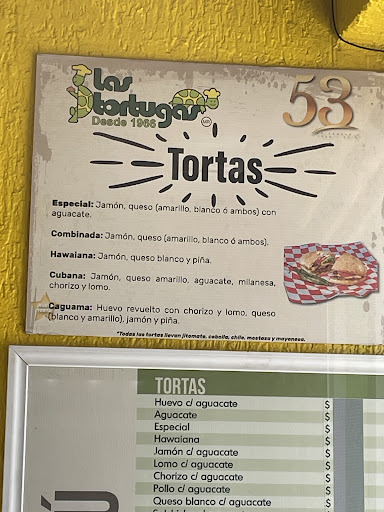 Las
tortugas
Desde 1966
53
Tortas
Especial: Jamón, queso (amarillo, blanco ó ambos) con
aguacate.
Combinada: Jamón, queso (amarillo, blanco ó ambos).
Hawaiana: Jamón, queso blanco y piña.
Cubana: Jamón, queso amarillo, aguacate, milanesa,
chorizo y lomo.
Caguama: Huevo revuelto con chorizo y lomo, queso
(blanco y amarillo), jamón y piña.
*Todas las tortas llevan jitomate, cebolla, chile, mostaza y mayonesa.
TORTAS
Huevo c/ aguacate $
Aguacate $
Especial $
Hawaiana $
Jamón c/ aguacate $
Lomo c/ aguacate $
Chorizo c/ aguacate $
Pollo c/ aguacate $
Queso blanco c/ aguacate $